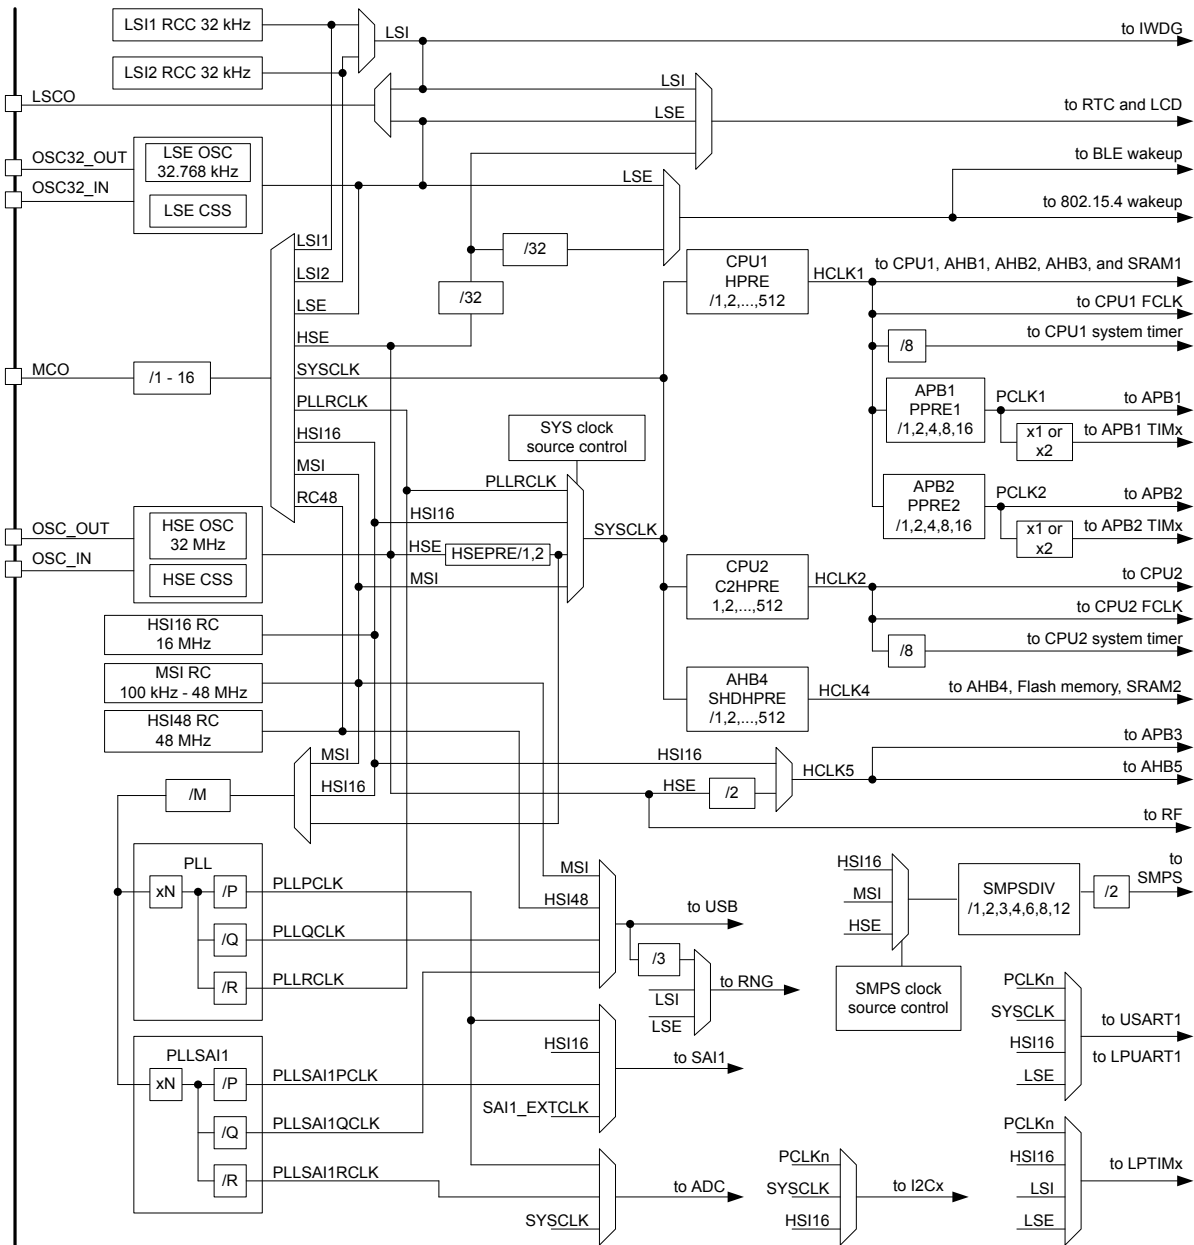 LSI1 RCC 32 kHz
LSI
to IWDG
LSI2 RCC 32 kHz
LSI
LSCO
to RTC and LCD
LSE
OSC32_OUT
LSE OSC
32.768 kHz
to BLE wakeup
OSC32_IN
LSE
LSE CSS
to 802.15.4 wakeup
LSI1
/32
CPU1
HPRE
/1,2,...,512
HCLK1
to CPU1, AHB1, AHB2, AHB3, and SRAM1
LSI2
/32
LSE
to CPU1 FCLK
HSE
/8
to CPU1 system timer
MCO
/1 - 16
SYSCLK
APB1
PPRE1
/1,2,4,8,16
PCLK1
to APB1
PLLRCLK
x1 or
x2
to APB1 TIMx
SYS clock
source control
HSI16
MSI
PLLRCLK
APB2
PPRE2
/1,2,4,8,16
PCLK2
to APB2
RC48
HSI16
x1 or
x2
to APB2 TIMx
OSC_OUT
HSE OSC
32 MHz
SYSCLK
OSC_IN
HSE
HSEPRE/1,2
HSE CSS
MSI
CPU2
C2HPRE
1,2,...,512
HCLK2
to CPU2
to CPU2 FCLK
HSI16 RC
16 MHz
/8
to CPU2 system timer
MSI RC
100 kHz - 48 MHz
AHB4
SHDHPRE
/1,2,...,512
HCLK4
to AHB4, Flash memory, SRAM2
HSI48 RC
48 MHz
to APB3
MSI
HSI16
HCLK5
to AHB5
/M
HSI16
HSE
/2
to RF
PLL
xN
/P
PLLPCLK
MSI
HSI48
to USB
/Q
PLLQCLK
/3
/R
PLLRCLK
LSI
LSE
to RNG
HSI16
MSI
HSE
SMPSDIV
/1,2,3,4,6,8,12
/2
to
SMPS
SMPS clock
source control
PCLKn
SYSCLK
HSI16
LSE
to USART1
to LPUART1
PLLSAI1
xN
/P
PLLSAI1PCLK
HSI16
to SAI1
SAI1_EXTCLK
/Q
PLLSAI1QCLK
/R
PLLSAI1RCLK
to ADC
SYSCLK
PCLKn
SYSCLK
HSI16
to I2Cx
PCLKn
HSI16
LSI
LSE
to LPTIMx